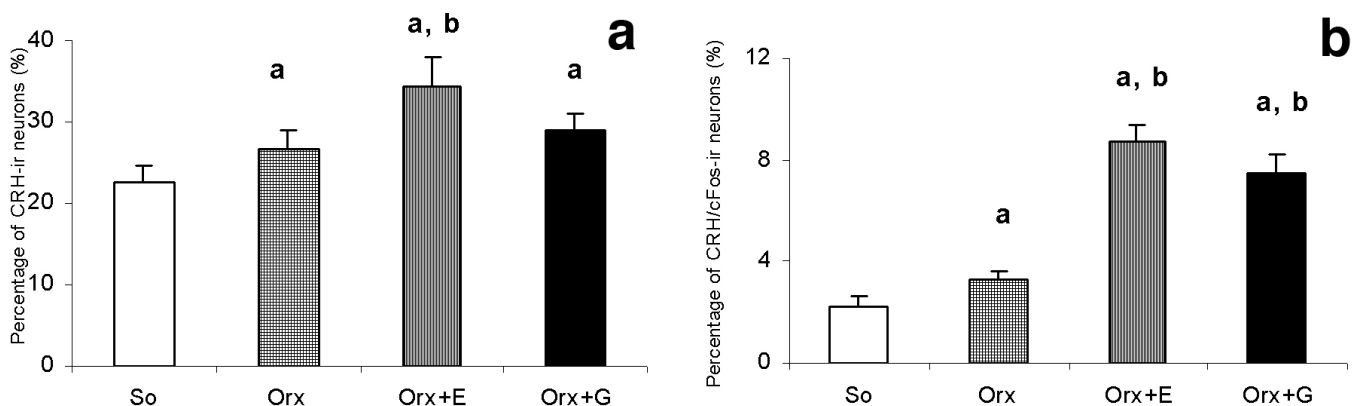 a
Percentage of CRH-ir neurons (%)
40
30
20
10
0
a
a, b
a
So Orx Orx+E Orx+G
b
Percentage of CRH/cFos-ir neurons (%)
12
8
4
0
a
a, b
a, b
So Orx Orx+E Orx+G